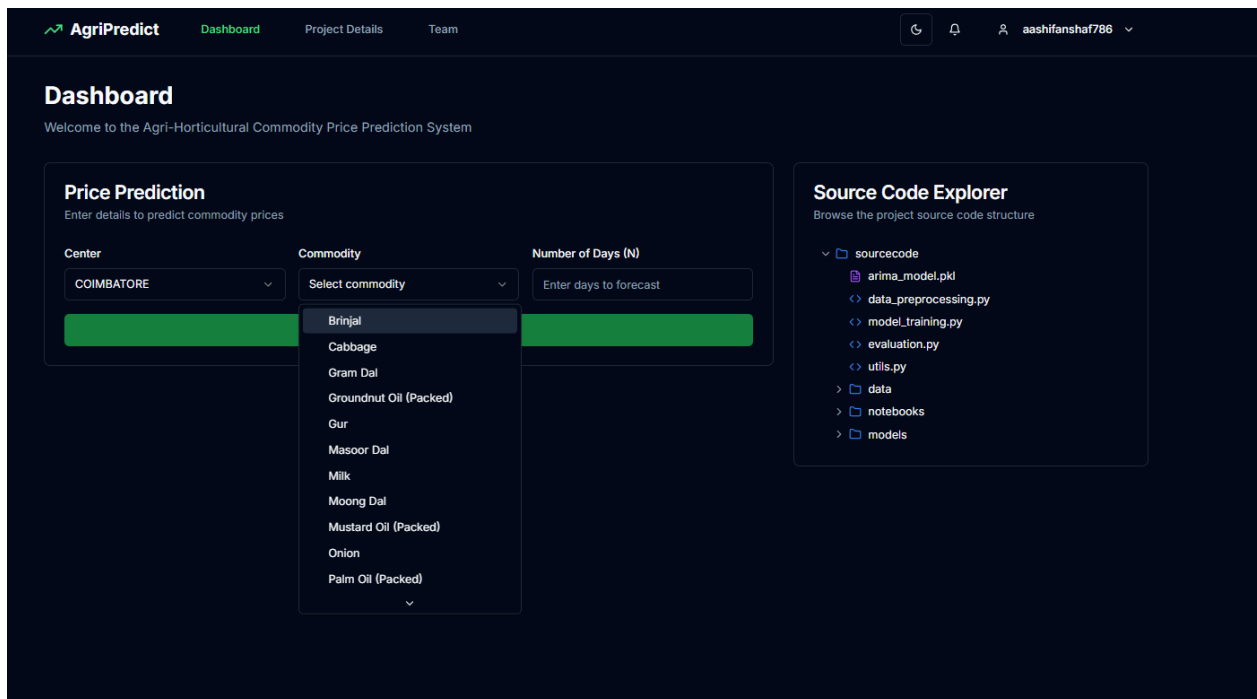 AgriPredict Dashboard Project Details Team aashifanshaf786
Dashboard
Welcome to the Agri-Horticultural Commodity Price Prediction System
Price Prediction
Enter details to predict commodity prices
Center Commodity Number of Days (N)
COIMBATORE Select commodity Enter days to forecast
Brinjal
Cabbage
Gram Dal
Groundnut Oil (Packed)
Gur
Masoor Dal
Milk
Moong Dal
Mustard Oil (Packed)
Onion
Palm Oil (Packed)
Source Code Explorer
Browse the project source code structure
sourcecode
arima_model.pkl
data_preprocessing.py
model_training.py
evaluation.py
utils.py
data
notebooks
models